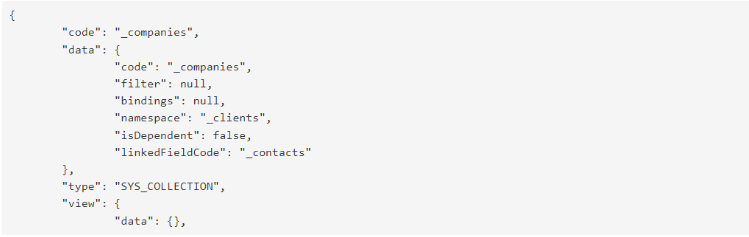 {
"code": "_companies",
"data": {
"code": "_companies",
"filter": null,
"bindings": null,
"namespace": "_clients",
"isDependent": false,
"linkedFieldCode": "_contacts"
},
"type": "SYS_COLLECTION",
"view": {
"data": {},